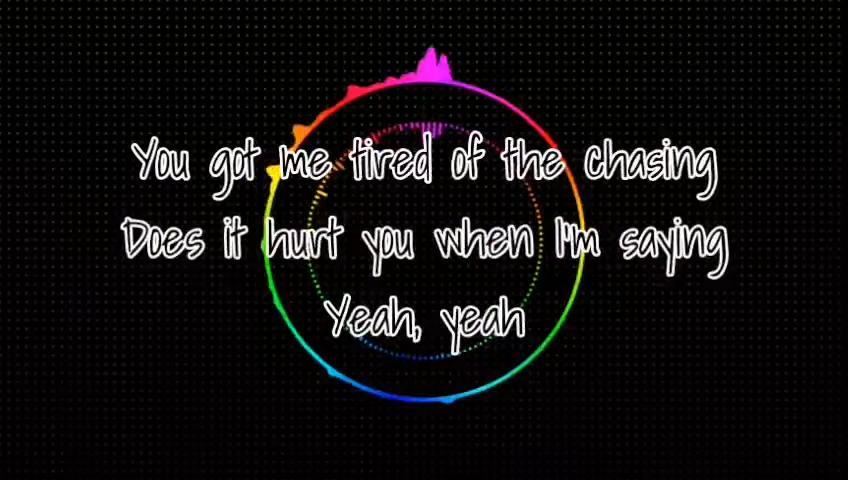 You got me tired of the chasing
Does it hurt you when I'm saying
Yeah, yeah